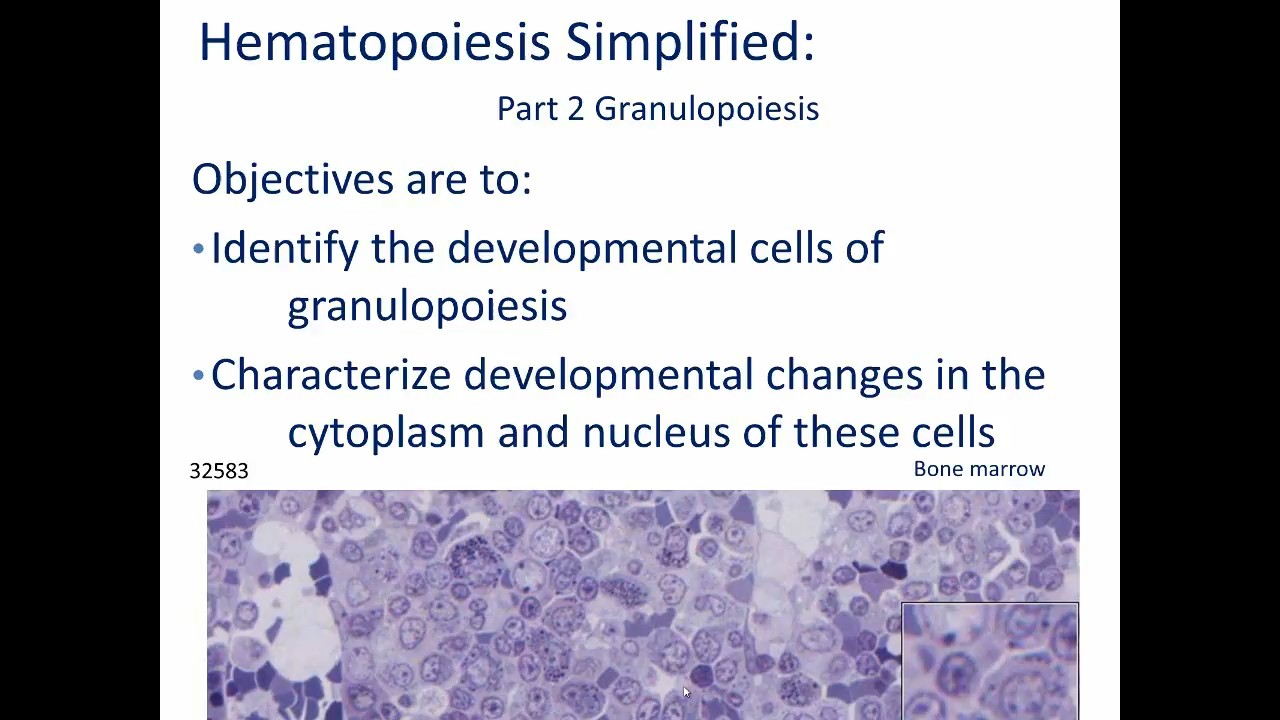 Hematopoiesis Simplified:
Part 2 Granulopoiesis
Objectives are to:
•Identify the developmental cells of
granulopoiesis
•Characterize developmental changes in the
cytoplasm and nucleus of these cells
32583
Bone marrow